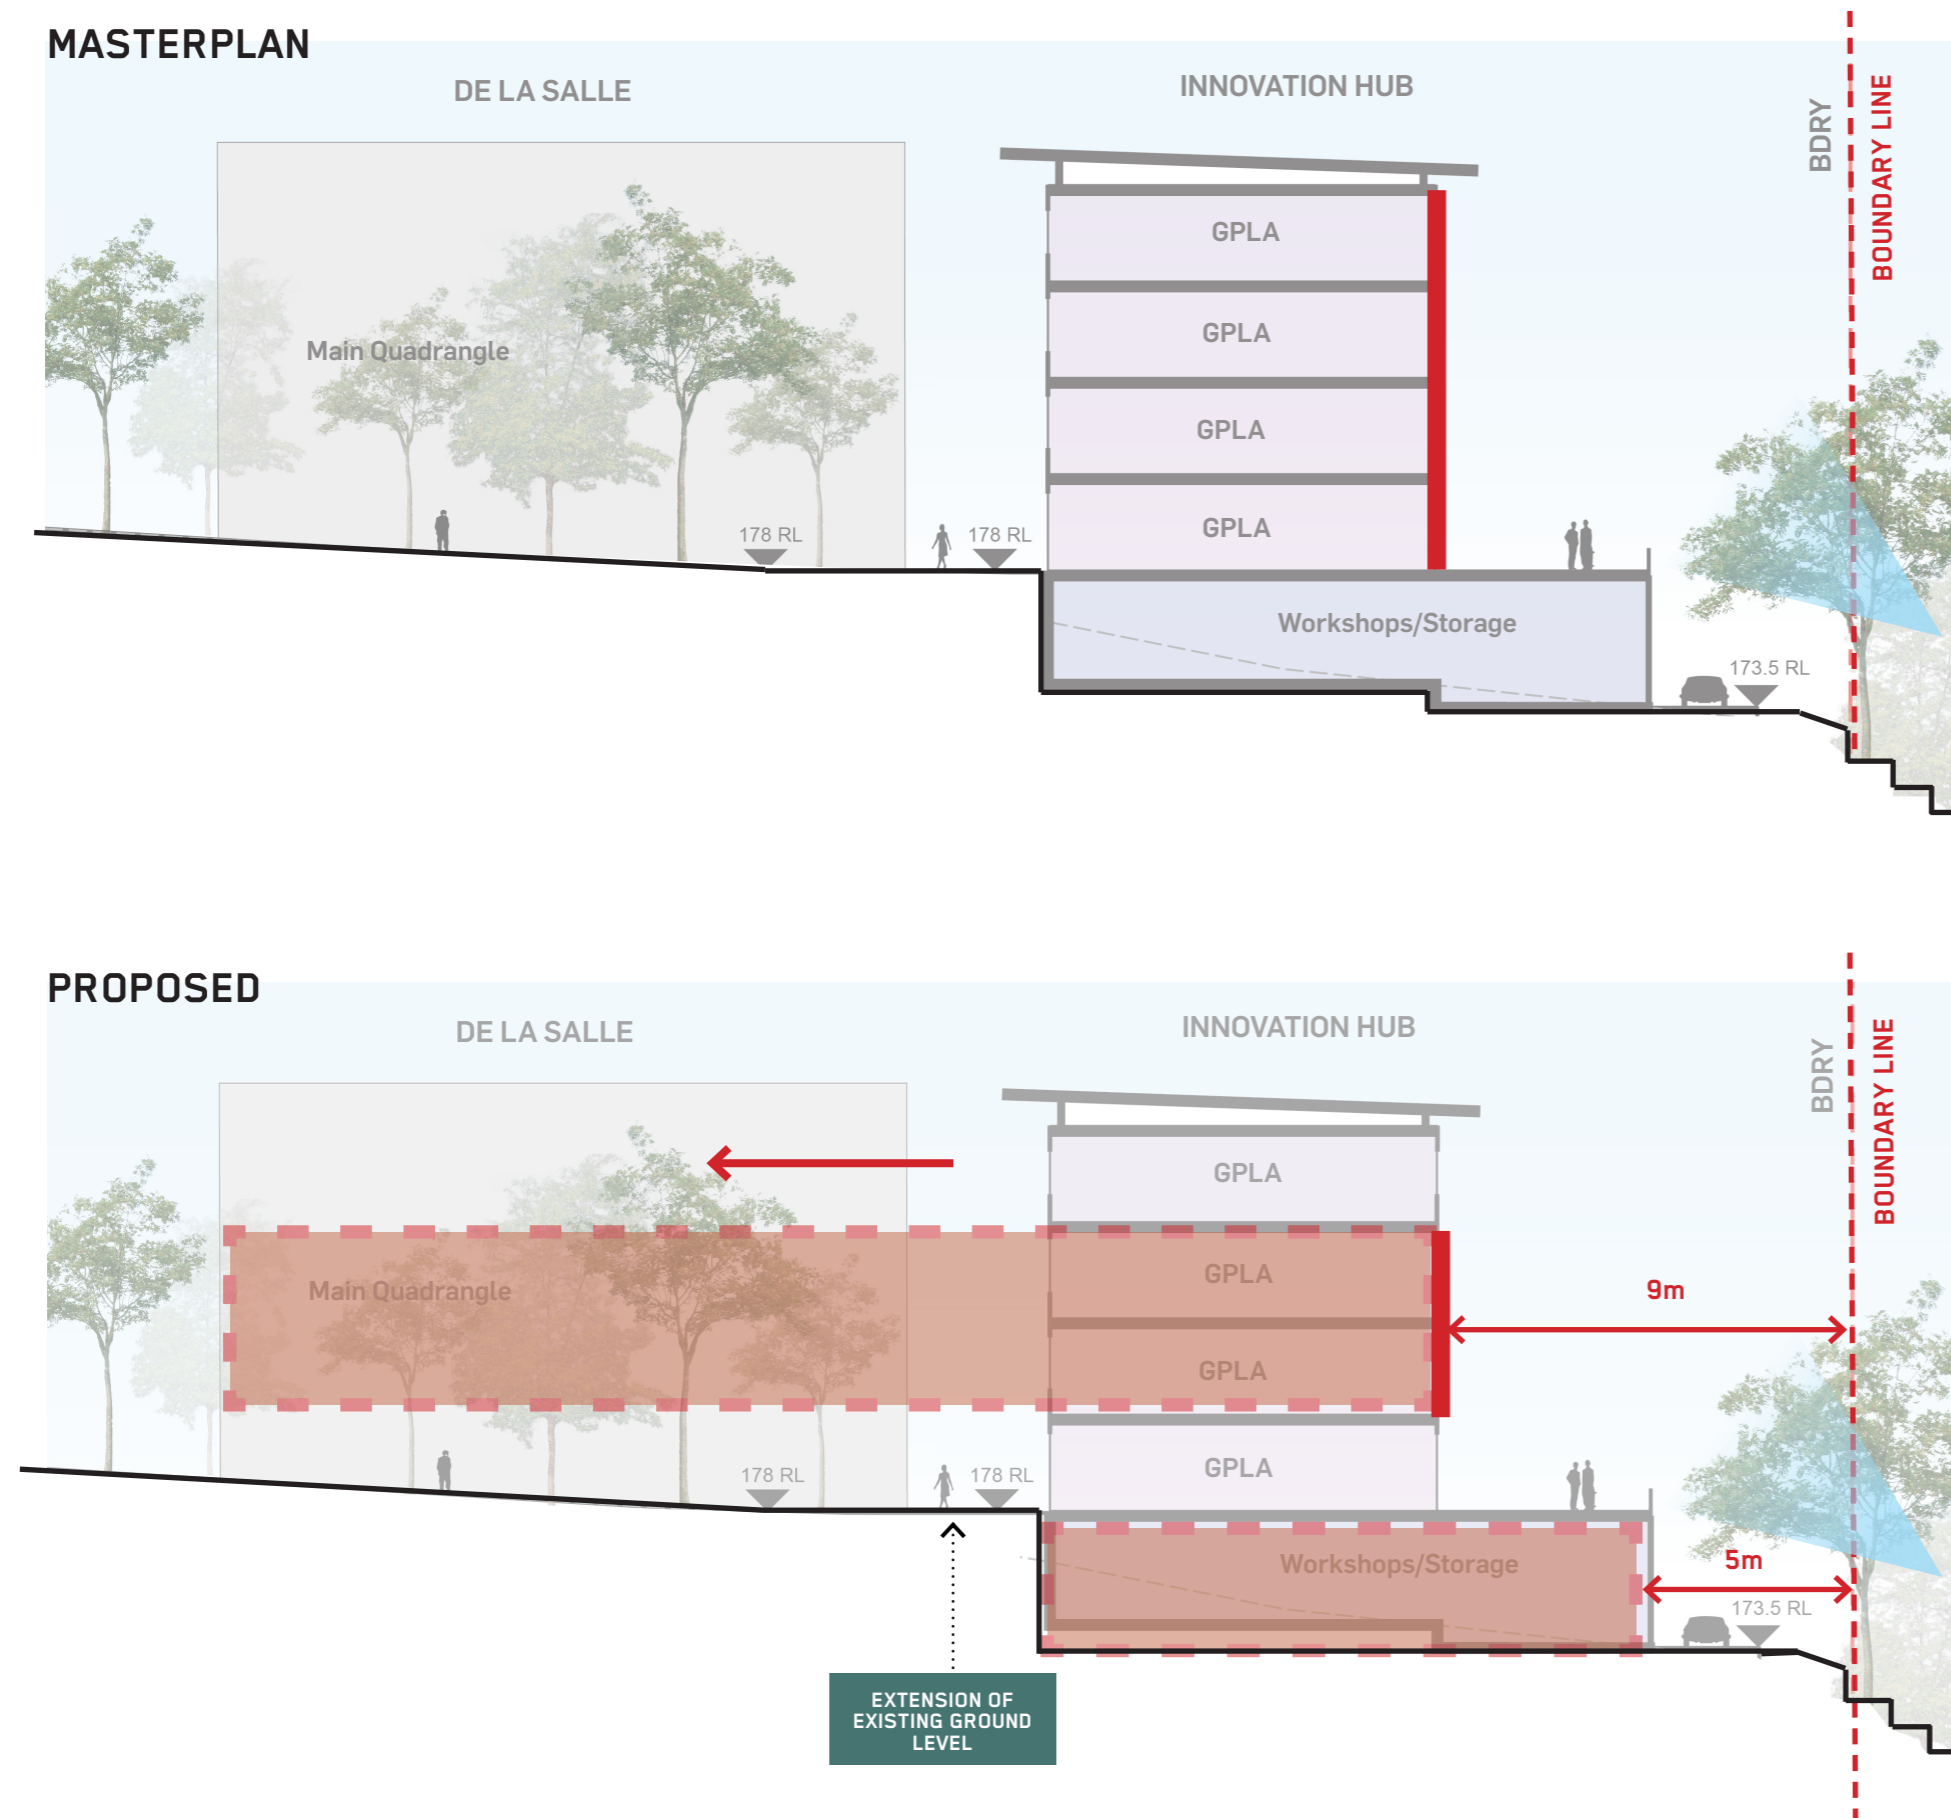 MASTERPLAN
DE LA SALLE
INNOVATION HUB
BDRY
BOUNDARY LINE
GPLA
GPLA
Main Quadrangle
GPLA
GPLA
178 RL
178 RL
Workshops/Storage
173.5 RL
PROPOSED
DE LA SALLE
INNOVATION HUB
BDRY
BOUNDARY LINE
GPLA
GPLA
Main Quadrangle
9m
GPLA
GPLA
178 RL
178 RL
Workshops/Storage
5m
173.5 RL
EXTENSION OF
EXISTING GROUND
LEVEL